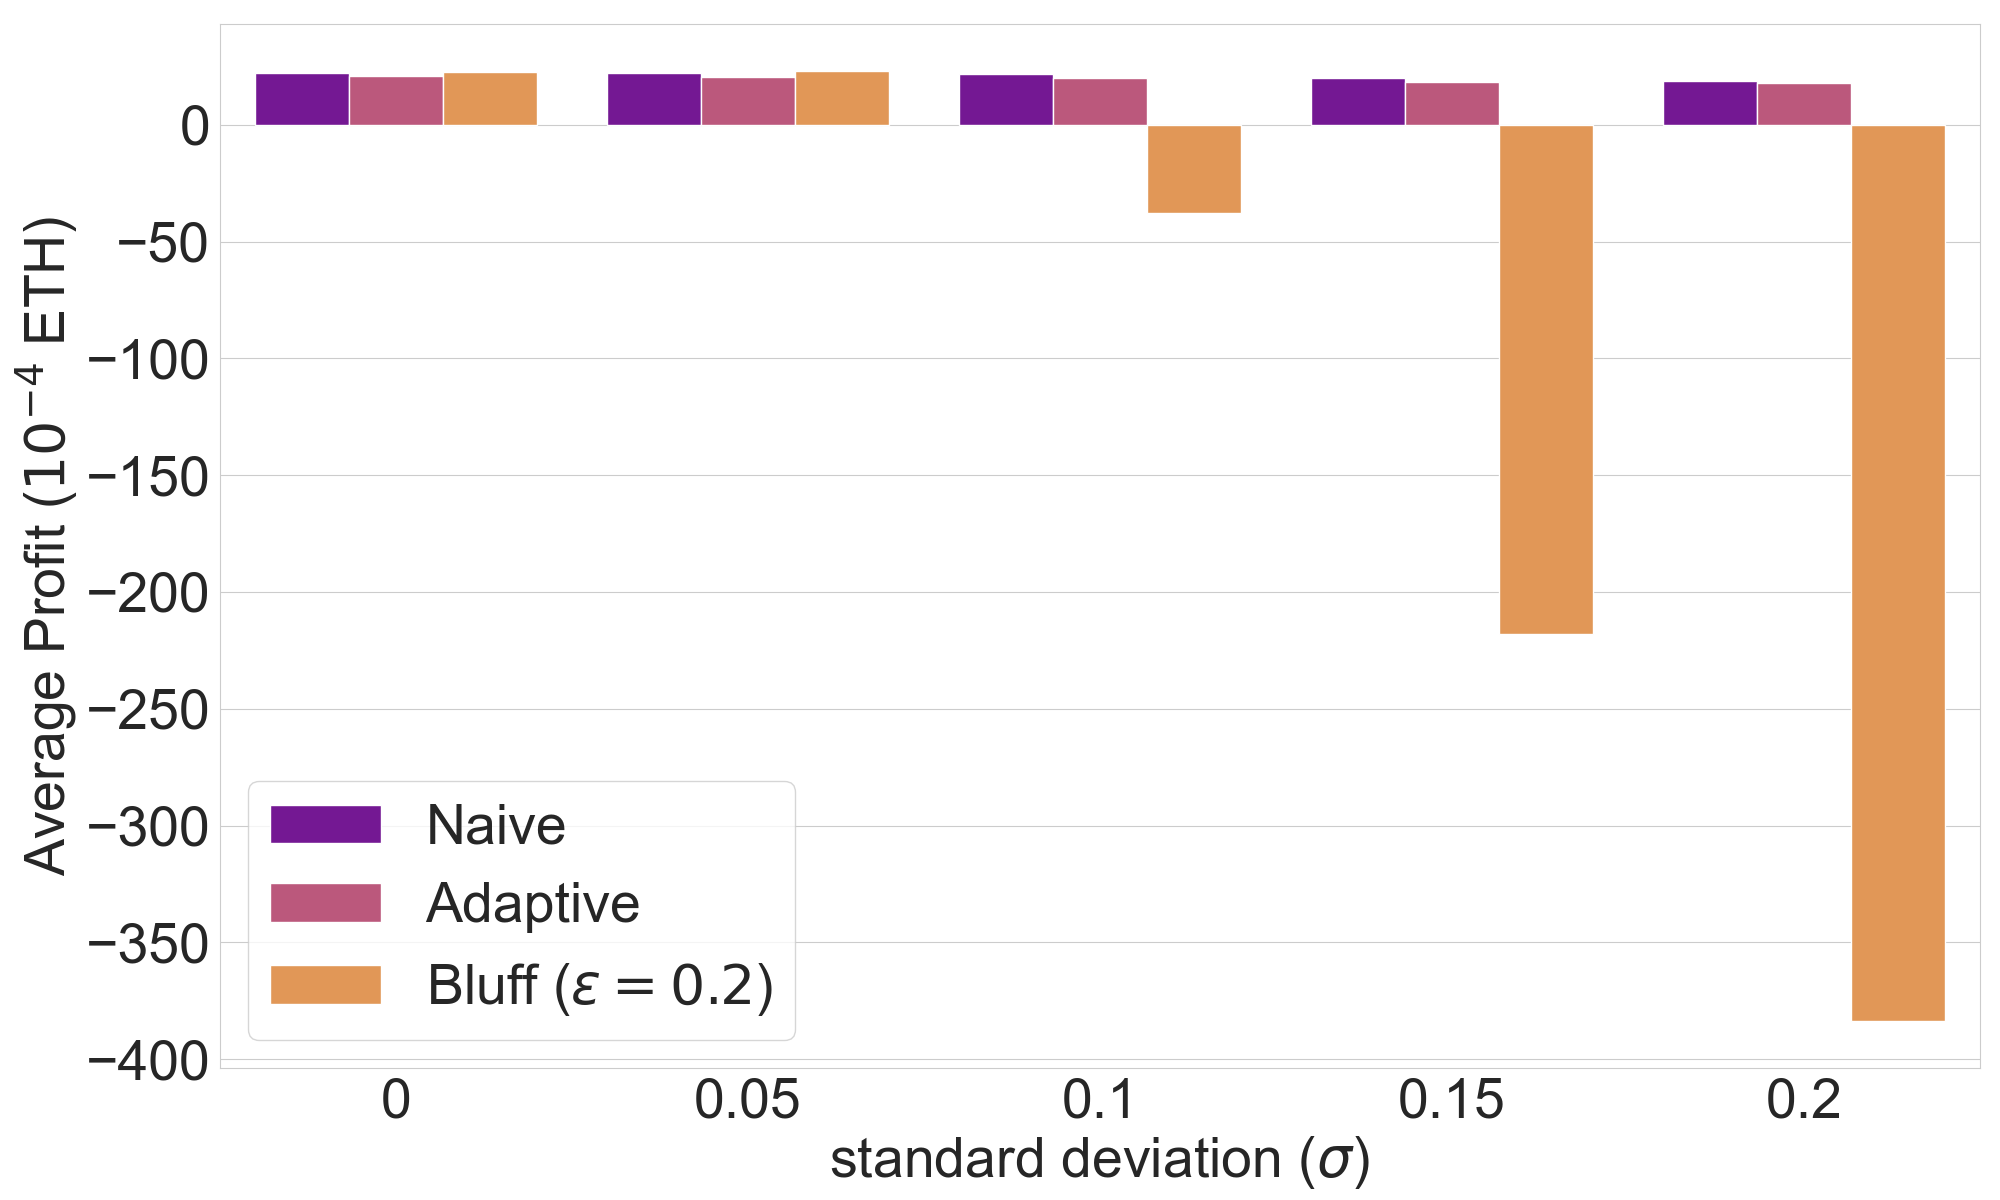 Average Profit (10⁻⁴ ETH)
0
−50
−100
−150
−200
−250
−300
−350
−400
Naive
Adaptive
Bluff (ε = 0.2)
0 0.05 0.1 0.15 0.2
standard deviation (σ)